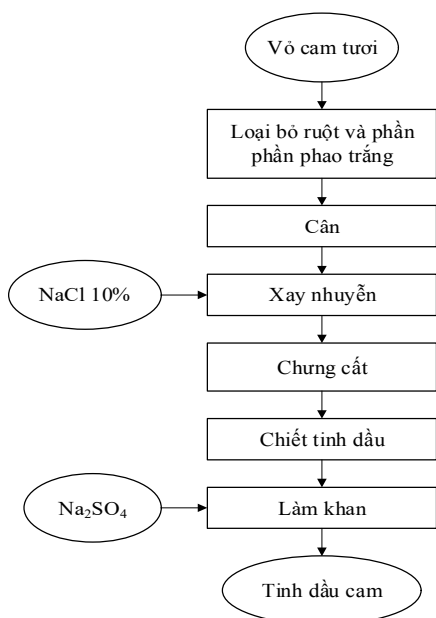 Vỏ cam tươi
Loại bỏ ruột và phần
phần phao trắng
Cân
NaCl 10%
Xay nhuyễn
Chưng cất
Chiết tinh dầu
Na₂SO₄
Làm khan
Tinh dầu cam